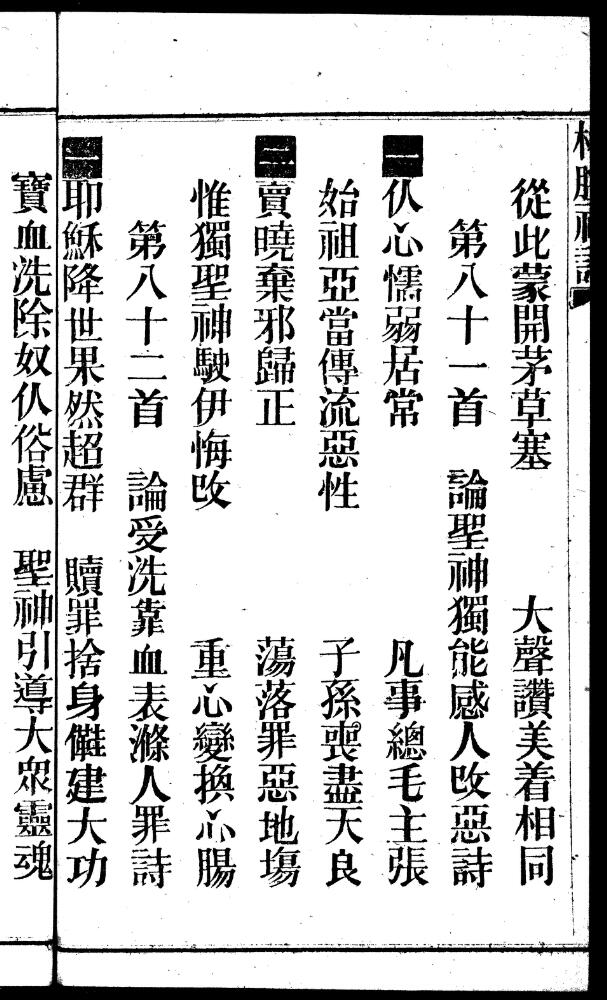 榕腔神詩
從此蒙開茅草塞　大聲讚美着相同
第八十一首　論聖神獨能感人改惡詩
一仈心懦弱居常　凡事總毛主張
始祖亞當傳流惡性　子孫喪盡天良
二賣曉棄邪歸正　蕩落罪惡地塲
惟獨聖神駛伊悔改　重心變換心腸
第八十二首　論受洗靠血表滌人罪詩
一耶穌降世果然超群　贖罪捨身建大功
寶血洗除奴仈俗慮　聖神引導大衆靈魂